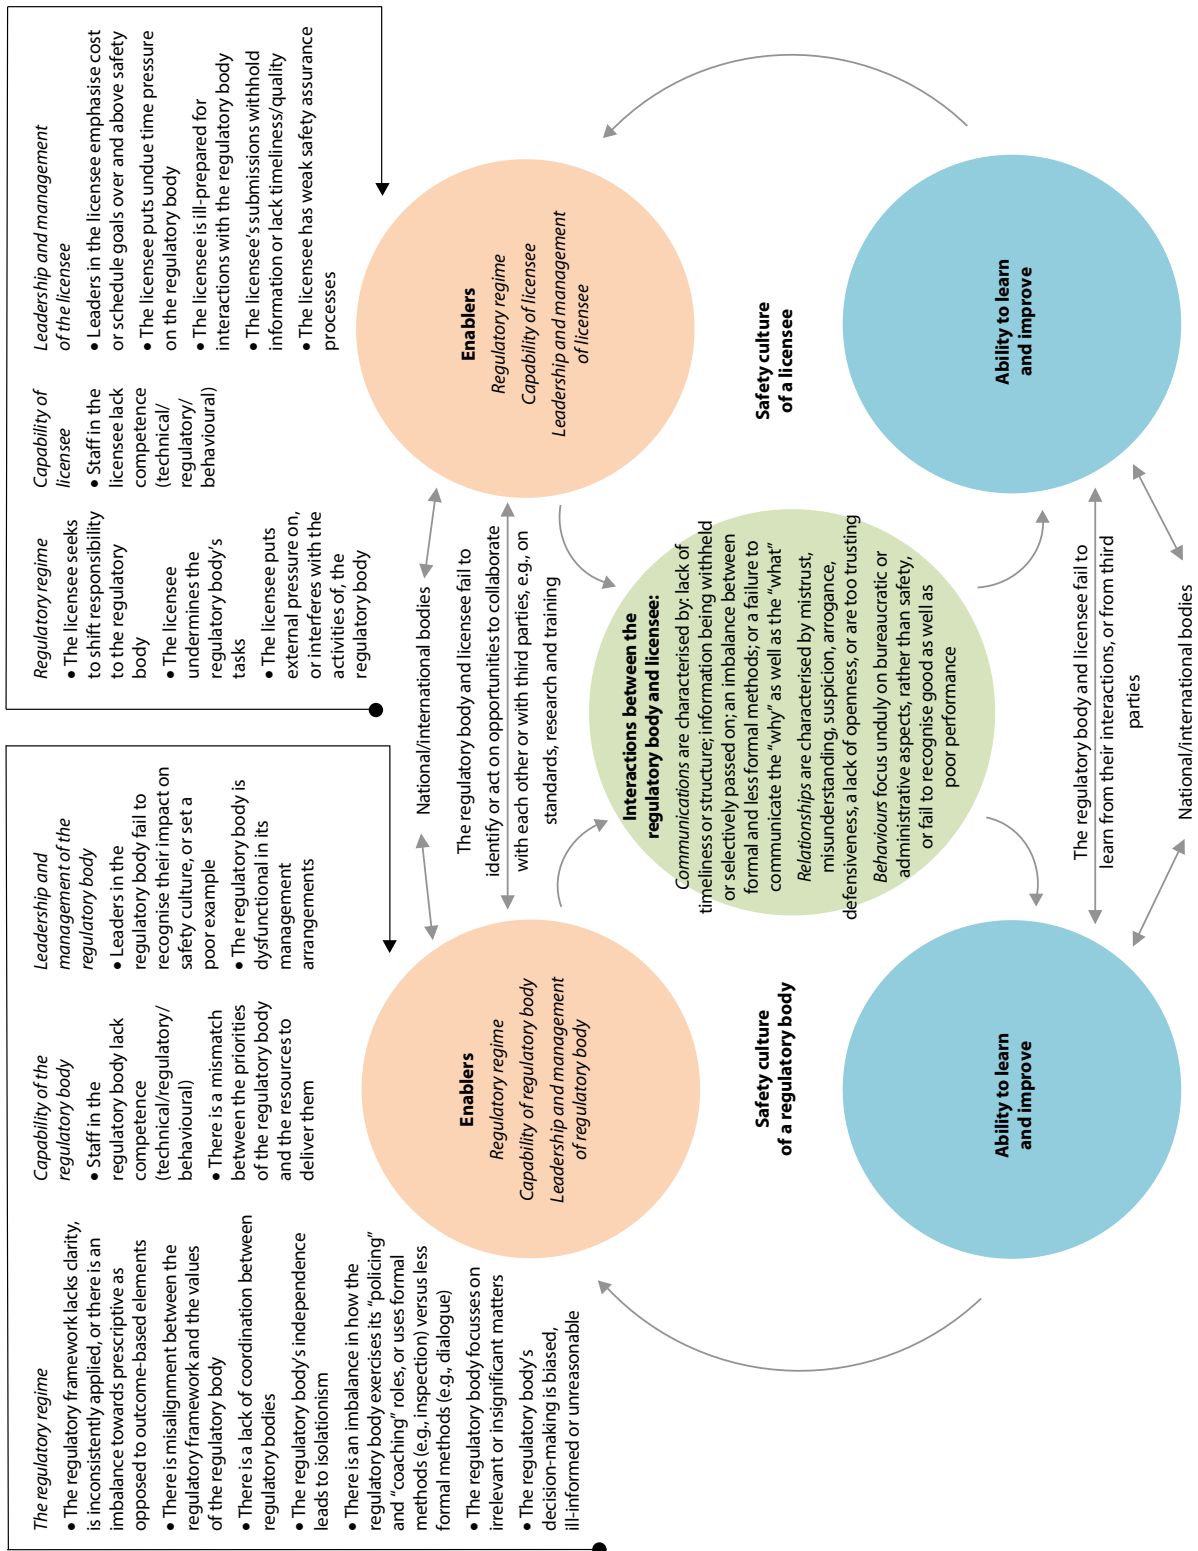 The regulatory regime
• The regulatory framework lacks clarity,
is inconsistently applied, or there is an
imbalance towards prescriptive as
opposed to outcome-based elements
• There is misalignment between the
regulatory framework and the values
of the regulatory body
• There is a lack of coordination between
regulatory bodies
• The regulatory body's independence
leads to isolationism
• There is an imbalance in how the
regulatory body exercises its “policing”
and “coaching” roles, or uses formal
methods (e.g., inspection) versus less
formal methods (e.g., dialogue)
• The regulatory body focusses on
irrelevant or insignificant matters
• The regulatory body's
decision-making is biased,
ill-informed or unreasonable
Capability of the
regulatory body
• Staff in the
regulatory body lack
competence
(technical/regulatory/
behavioural)
• There is a mismatch
between the priorities
of the regulatory body
and the resources to
deliver them
Leadership and
management of the
regulatory body
• Leaders in the
regulatory body fail to
recognise their impact on
safety culture, or set a
poor example
• The regulatory body is
dysfunctional in its
management
arrangements
Regulatory regime
• The licensee seeks
to shift responsibility
to the regulatory
body
• The licensee
undermines the
regulatory body's
tasks
• The licensee puts
external pressure on,
or interferes with the
activities of, the
regulatory body
Capability of
licensee
• Staff in the
licensee lack
competence
(technical/
regulatory/
behavioural)
Leadership and management
of the licensee
• Leaders in the licensee emphasise cost
or schedule goals over and above safety
• The licensee puts undue time pressure
on the regulatory body
• The licensee is ill-prepared for
interactions with the regulatory body
• The licensee's submissions withhold
information or lack timeliness/quality
• The licensee has weak safety assurance
processes
Enablers
Regulatory regime
Capability of regulatory body
Leadership and management
of regulatory body
National/international bodies
The regulatory body and licensee fail to
identify or act on opportunities to collaborate
with each other or with third parties, e.g., on
standards, research and training
Enablers
Regulatory regime
Capability of licensee
Leadership and management
of licensee
Interactions between the
regulatory body and licensee:
Communications are characterised by: lack of
timeliness or structure; information being withheld
or selectively passed on; an imbalance between
formal and less formal methods; or a failure to
communicate the “why” as well as the “what”
Relationships are characterised by mistrust,
misunderstanding, suspicion, arrogance,
defensiveness, a lack of openness, or are too trusting
Behaviours focus unduly on bureaucratic or
administrative aspects, rather than safety,
or fail to recognise good as well as
poor performance
Safety culture
of a regulatory body
Safety culture
of a licensee
Ability to learn
and improve
The regulatory body and licensee fail to
learn from their interactions, or from third
parties
Ability to learn
and improve
National/international bodies